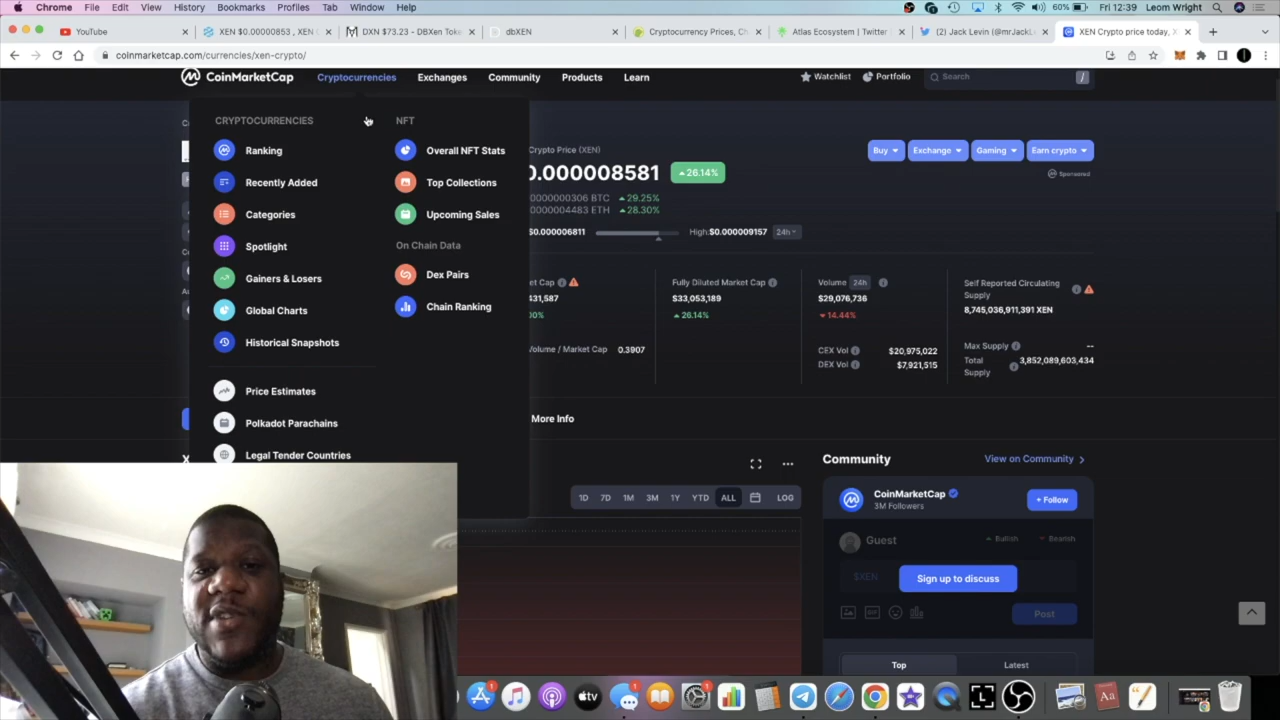 Chrome File Edit View History Bookmarks Profiles Tab Window Help
60% Fri 12:39 Leom Wright
YouTube
XEN $0.00000853 , XEN C
DXN $73.23 - DBXen Toke
dbXEN
Cryptocurrency Prices, Ch
Atlas Ecosystem | Twitter
Jack Levin (@mrJackL
XEN Crypto price today, X
coinmarketcap.com/currencies/xen-crypto/
CoinMarketCap Cryptocurrencies Exchanges Community Products Learn
Watchlist Portfolio Search /
CRYPTOCURRENCIES
Ranking
Recently Added
Categories
Spotlight
Gainers & Losers
Global Charts
Historical Snapshots
Price Estimates
Polkadot Parachains
Legal Tender Countries
NFT
Overall NFT Stats
Top Collections
Upcoming Sales
On Chain Data
Dex Pairs
Chain Ranking
Crypto Price (XEN)
0.000008581 26.14%
0000000306 BTC 29.25%
000004483 ETH 28.30%
$0.000006811 High:$0.000009157 24h
Buy Exchange Gaming Earn crypto
Sponsored
et Cap
431,587
00%
Volume / Market Cap 0.3907
Fully Diluted Market Cap
$33,053,189
26.14%
Volume 24h
$29,076,736
14.44%
CEX Vol $20,975,022
DEX Vol $7,921,515
Self Reported Circulating
Supply
8,745,036,911,391 XEN
Max Supply --
Total
Supply
3,852,089,603,434
More Info
X
1D 7D 1M 3M 1Y YTD ALL LOG
Community View on Community
CoinMarketCap
3M Followers
+ Follow
Guest
Bullish Bearish
$XEN
Sign up to discuss
Post
Top Latest